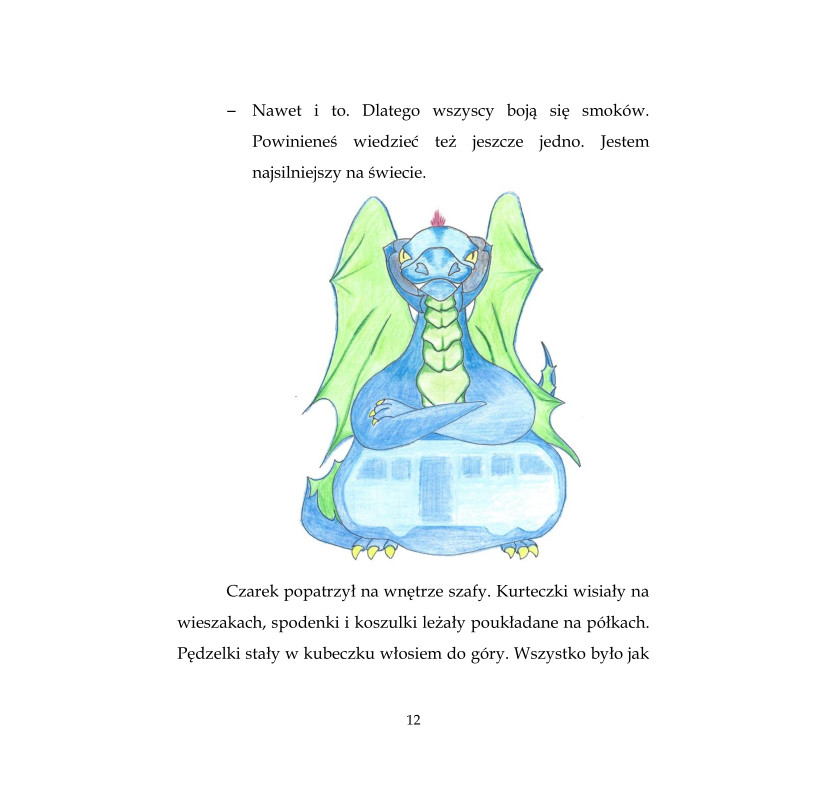 – Nawet i to. Dlatego wszyscy boją się smoków.
Powinieneś wiedzieć też jeszcze jedno. Jestem
najsilniejszy na świecie.
Czarek popatrzył na wnętrze szafy. Kurteczki wisiały na
wieszakach, spodenki i koszulki leżały poukładane na półkach.
Pędzelki stały w kubeczku włosiem do góry. Wszystko było jak
12